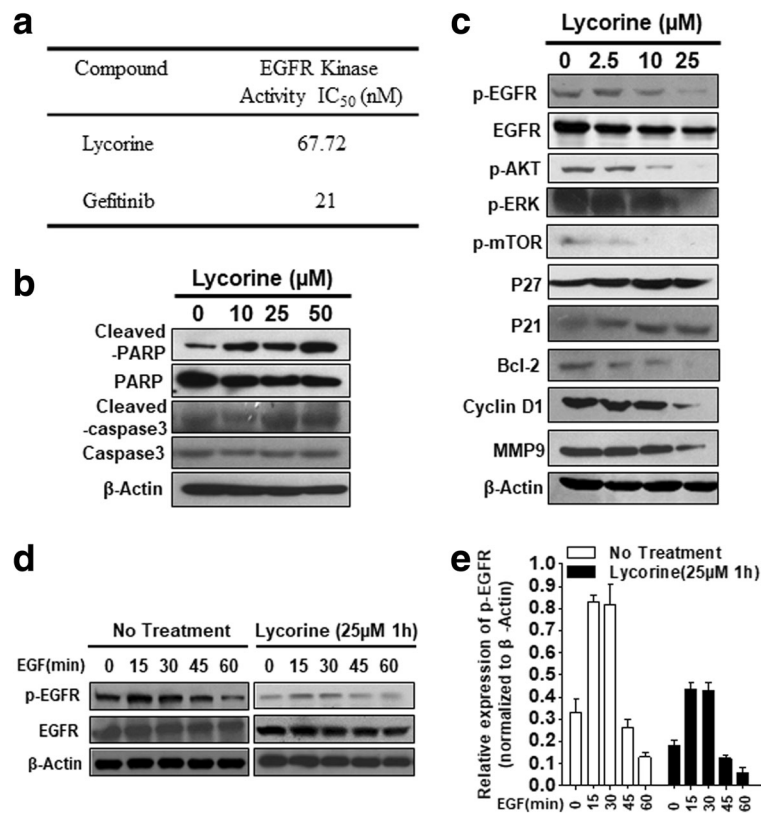 a
Compound EGFR Kinase
Activity IC50 (nM)
Lycorine 67.72
Gefitinib 21
b
Lycorine (µM)
0 10 25 50
Cleaved
-PARP
PARP
Cleaved
-caspase3
Caspase3
β-Actin
c
Lycorine (µM)
0 2.5 10 25
p-EGFR
EGFR
p-AKT
p-ERK
p-mTOR
P27
P21
Bcl-2
Cyclin D1
MMP9
β-Actin
d
No Treatment Lycorine (25µM 1h)
EGF(min) 0 15 30 45 60 0 15 30 45 60
p-EGFR
EGFR
β-Actin
e
No Treatment
Lycorine(25µM 1h)
Relative expression of p-EGFR
(normalized to β -Actin)
1.0
0.9
0.8
0.7
0.6
0.5
0.4
0.3
0.2
0.1
0.0
EGF(min) 0 15 30 45 60 0 15 30 45 60